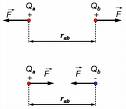 Qa Qb
+ +
F F
rab
Qa Qb
+ -
F F
rab